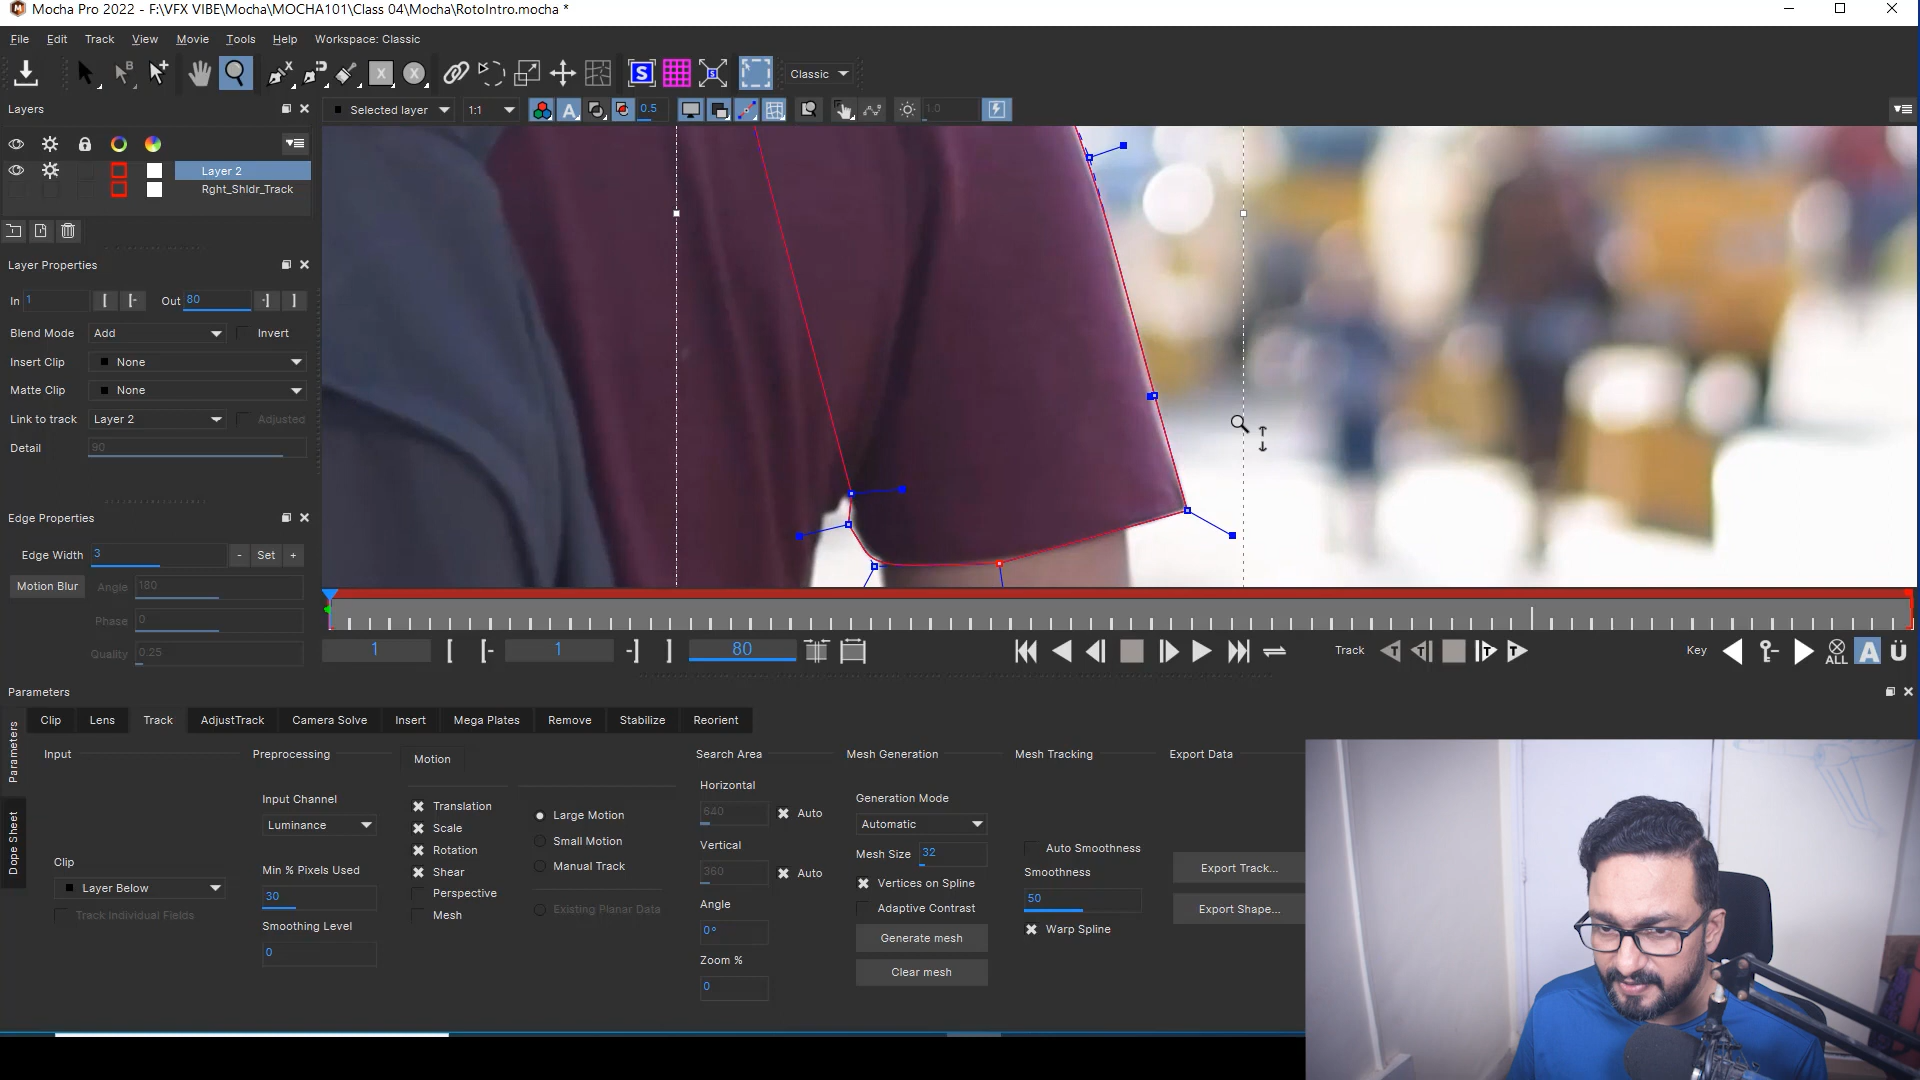 Mocha Pro 2022 - F:\VFX VIBE\Mocha\MOCHA101\Class 04\Mocha\RotoIntro.mocha *
File Edit Track View Movie Tools Help Workspace: Classic
B S Classic
Layers Selected layer 1:1 A 0.5 1.0
Layer 2
Rght_Shldr_Track
Layer Properties
In 1 Out 80
Blend Mode Add Invert
Insert Clip None
Matte Clip None
Link to track Layer 2 Adjusted
Detail 90
Edge Properties
Edge Width 3 - Set +
Motion Blur Angle 180
Phase 0
Quality 0.25
1 1 80 Track Key ALL A Ü
Parameters
Clip Lens Track AdjustTrack Camera Solve Insert Mega Plates Remove Stabilize Reorient
Parameters
Dope Sheet
Input
Clip
Layer Below
Track Individual Fields
Preprocessing
Input Channel
Luminance
Min % Pixels Used
30
Smoothing Level
0
Motion
Translation
Scale
Rotation
Shear
Perspective
Mesh
Large Motion
Small Motion
Manual Track
Existing Planar Data
Search Area
Horizontal
640 Auto
Vertical
360 Auto
Angle
0°
Zoom %
0
Mesh Generation
Generation Mode
Automatic
Mesh Size 32
Vertices on Spline
Adaptive Contrast
Generate mesh
Clear mesh
Mesh Tracking
Auto Smoothness
Smoothness
50
Warp Spline
Export Data
Export Track...
Export Shape...